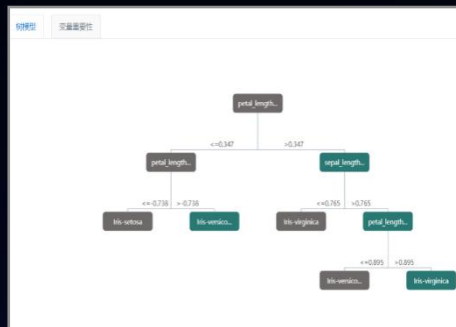 树模型 变量重要性
petal_length...
<=0.347 >0.347
petal_length... sepal_length...
<=-0.738 >-0.738 <=0.765 >0.765
Iris-setosa Iris-versico... Iris-virginica petal_length...
<=0.895 >0.895
Iris-versico... Iris-virginica